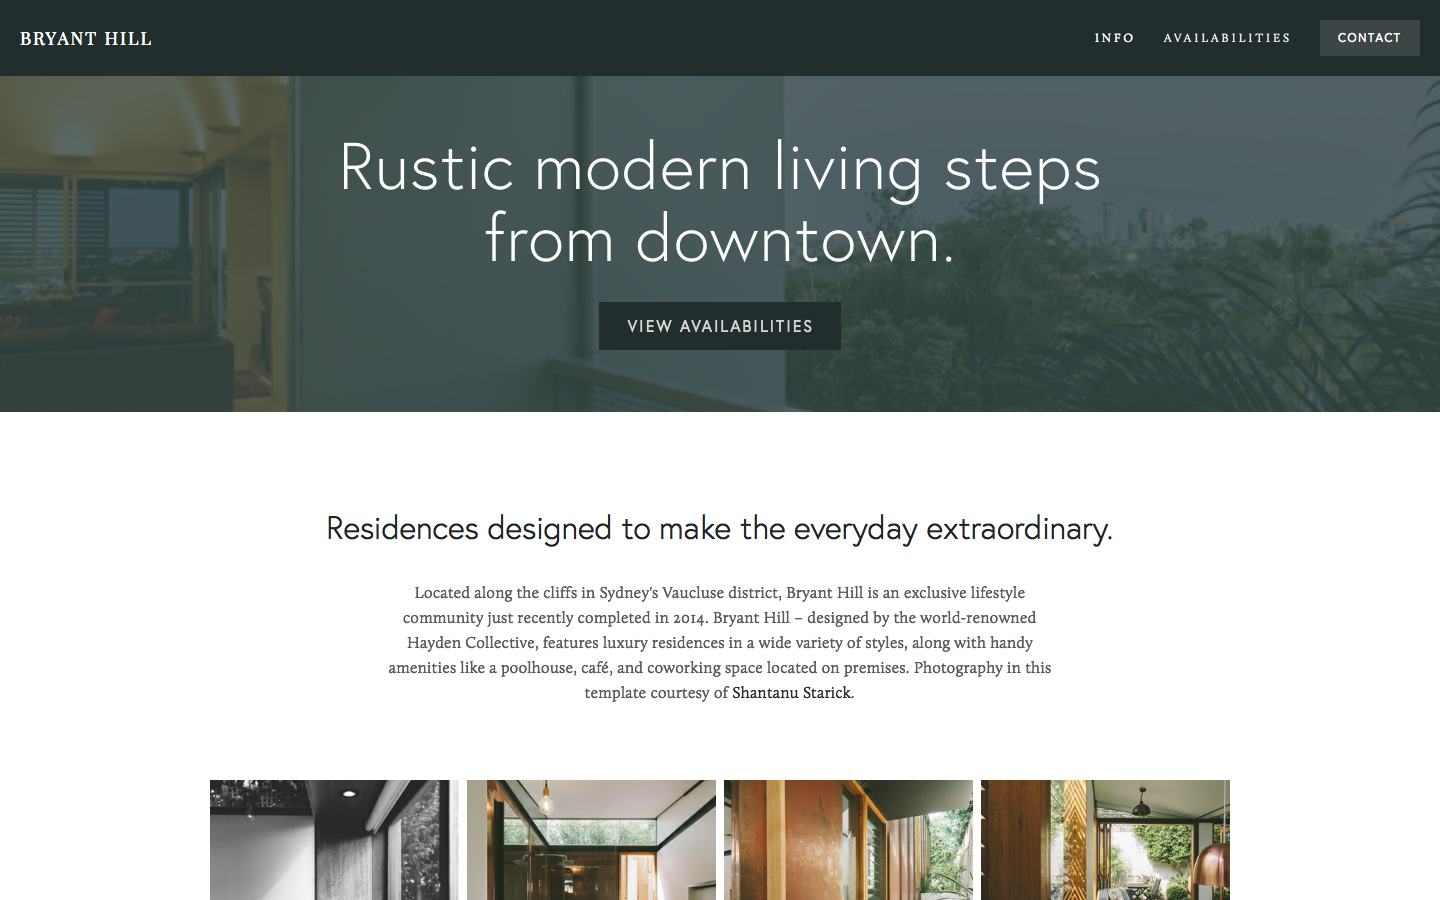 BRYANT HILL
INFO
AVAILABILITIES
CONTACT
Rustic modern living steps
from downtown.
VIEW AVAILABILITIES
Residences designed to make the everyday extraordinary.
Located along the cliffs in Sydney's Vaucluse district, Bryant Hill is an exclusive lifestyle
community just recently completed in 2014. Bryant Hill – designed by the world-renowned
Hayden Collective, features luxury residences in a wide variety of styles, along with handy
amenities like a poolhouse, café, and coworking space located on premises. Photography in this
template courtesy of Shantanu Starick.